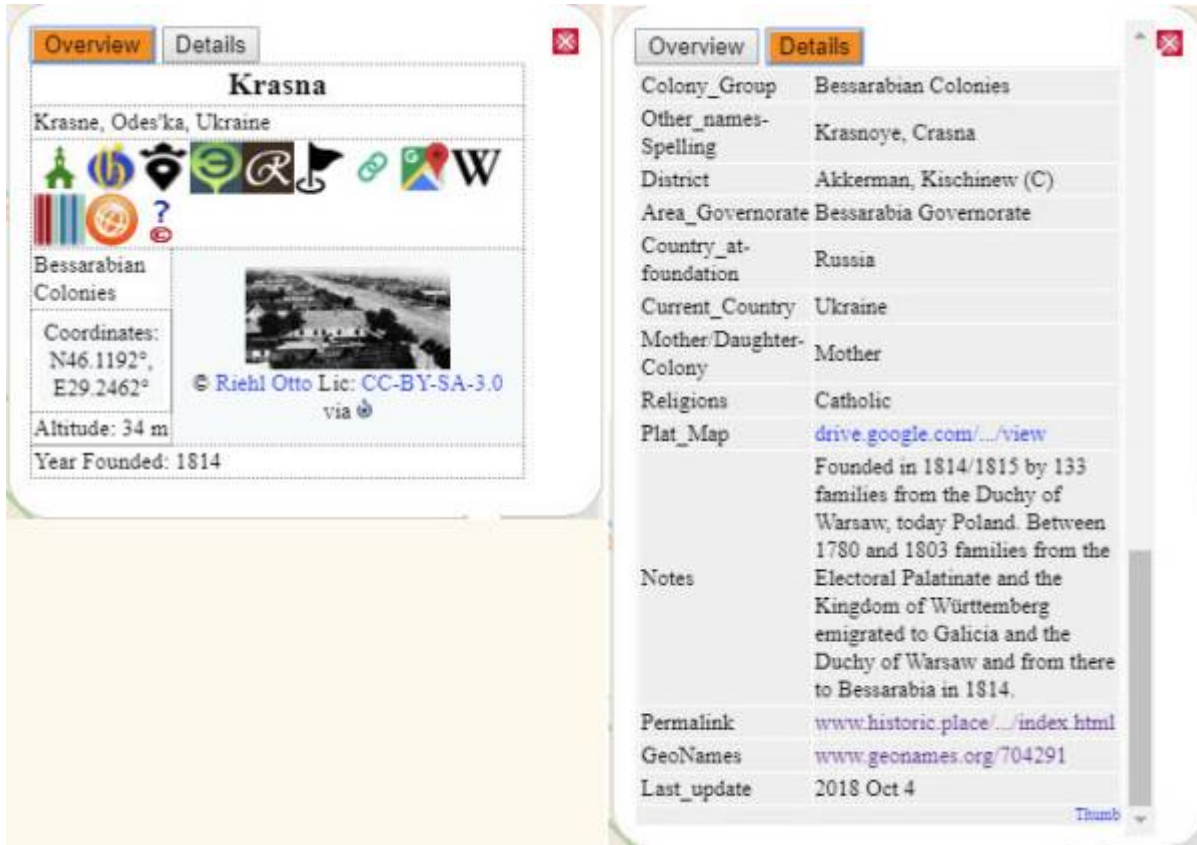 Overview Details
Krasna
Krasne, Odes'ka, Ukraine
R W
?
Bessarabian
Colonies
Coordinates:
N46.1192°,
E29.2462°
Altitude: 34 m
© Riehl Otto Lic: CC-BY-SA-3.0
via
Year Founded: 1814
Overview Details
Colony_Group Bessarabian Colonies
Other_names-
Spelling Krasnoye, Crasna
District Akkerman, Kischinew (C)
Area_Governorate Bessarabia Governorate
Country_at-
foundation Russia
Current_Country Ukraine
Mother/Daughter-
Colony Mother
Religions Catholic
Plat_Map drive.google.com/.../view
Notes
Founded in 1814/1815 by 133
families from the Duchy of
Warsaw, today Poland. Between
1780 and 1803 families from the
Electoral Palatinate and the
Kingdom of Württemberg
emigrated to Galicia and the
Duchy of Warsaw and from there
to Bessarabia in 1814.
Permalink www.historic.place/.../index.html
GeoNames www.geonames.org/704291
Last_update 2018 Oct 4
Thumb